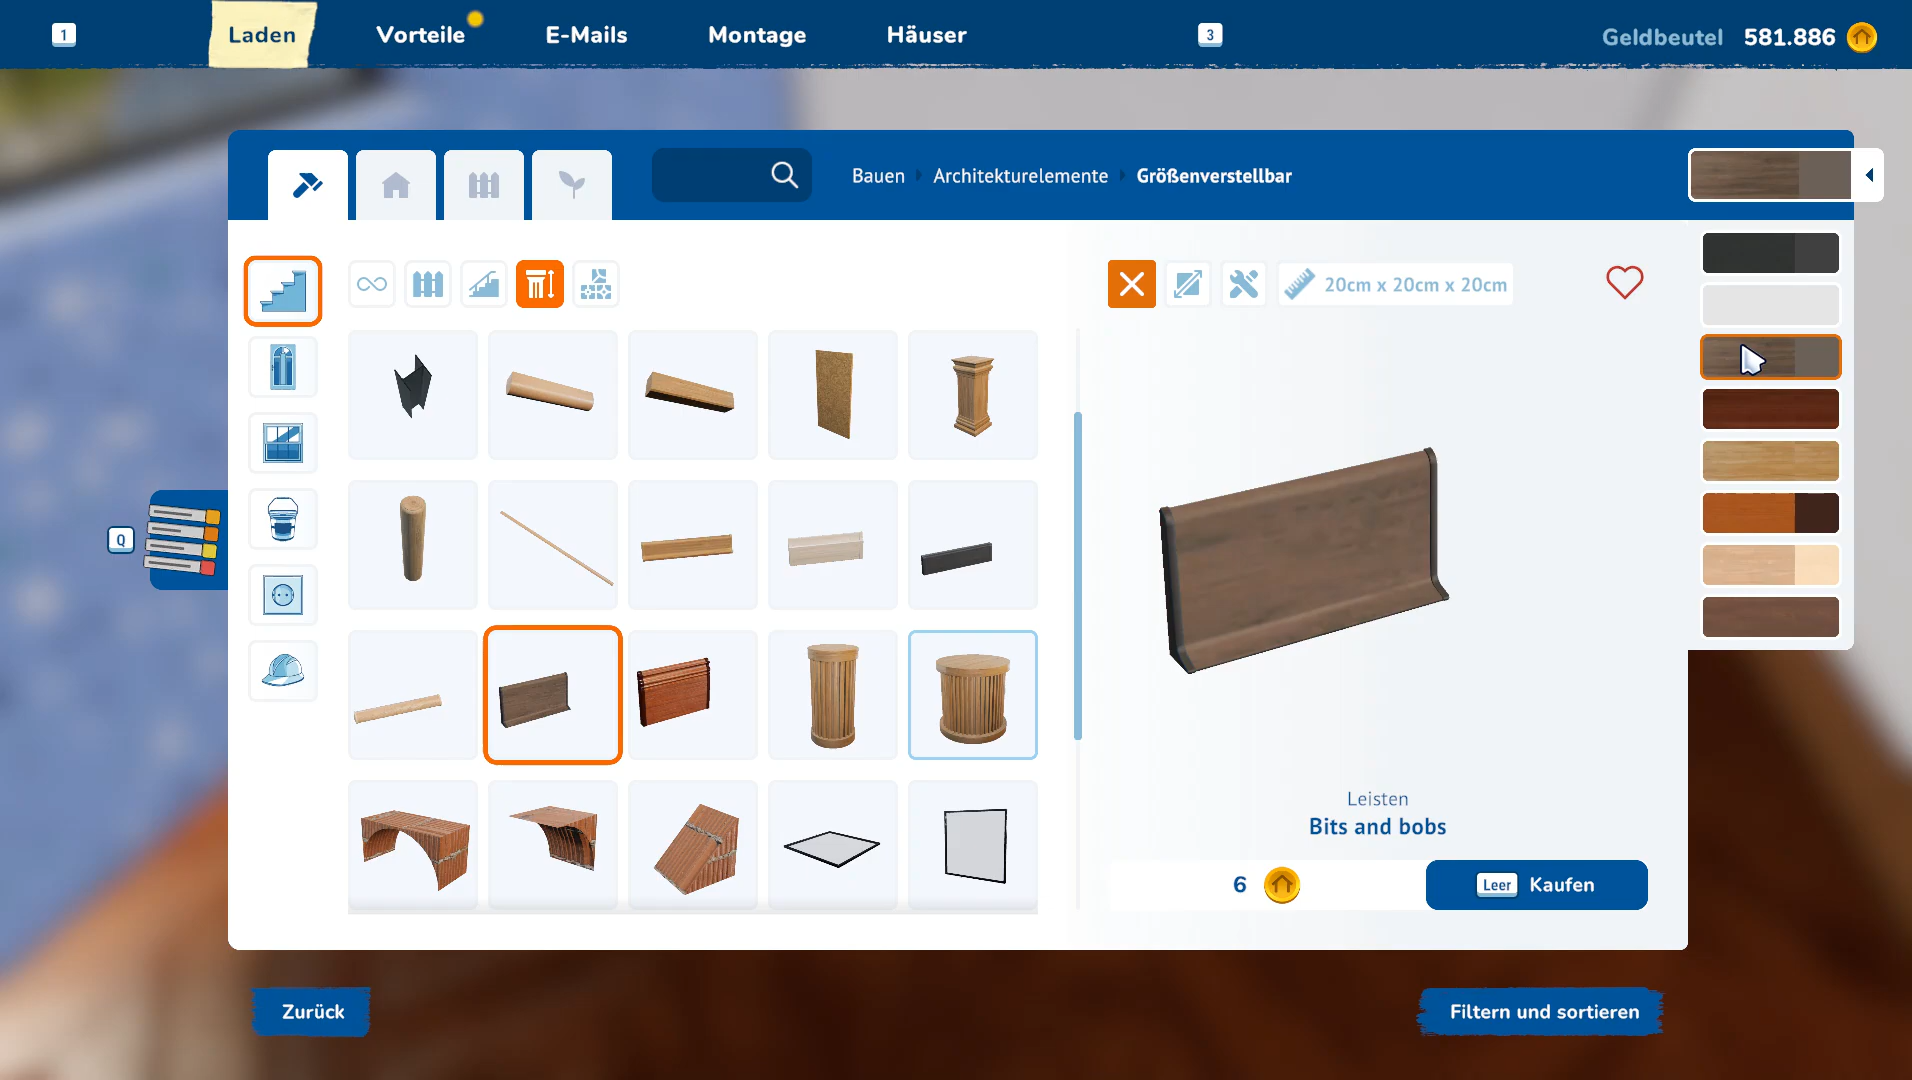 1
Laden
Vorteile
E-Mails
Montage
Häuser
3
Geldbeutel 581.886
Bauen Architekturelemente Größenverstellbar
20cm x 20cm x 20cm
Q
Leisten
Bits and bobs
6
Leer Kaufen
Zurück
Filtern und sortieren